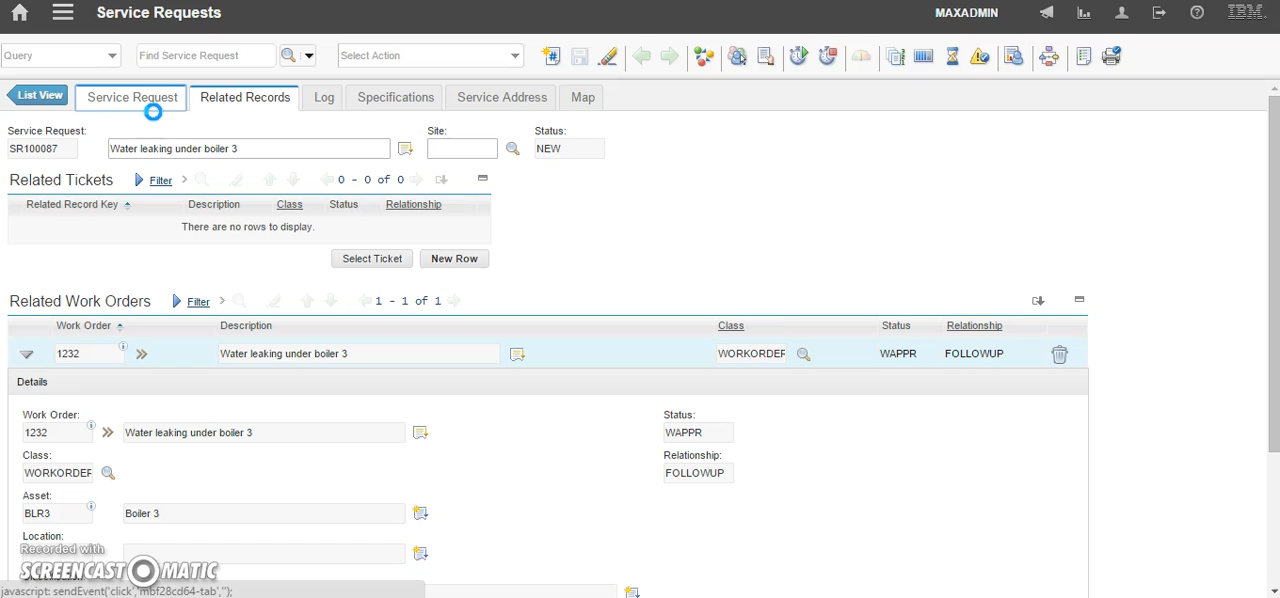 Service Requests
MAXADMIN
IBM.
Query
Find Service Request
Select Action
List View
Service Request
Related Records
Log
Specifications
Service Address
Map
Service Request:
Site:
Status:
SR100087
Water leaking under boiler 3
NEW
Related Tickets
Filter
0 - 0 of 0
Related Record Key
Description
Class
Status
Relationship
There are no rows to display.
Select Ticket
New Row
Related Work Orders
Filter
1 - 1 of 1
Work Order
Description
Class
Status
Relationship
1232
Water leaking under boiler 3
WORKORDER
WAPPR
FOLLOWUP
Details
Work Order:
Status:
1232
Water leaking under boiler 3
WAPPR
Class:
Relationship:
WORKORDER
FOLLOWUP
Asset:
BLR3
Boiler 3
Location:
Recorded with
SCREENCAST MATIC
javascript: sendEvent('click','mbf28cd64-tab','');